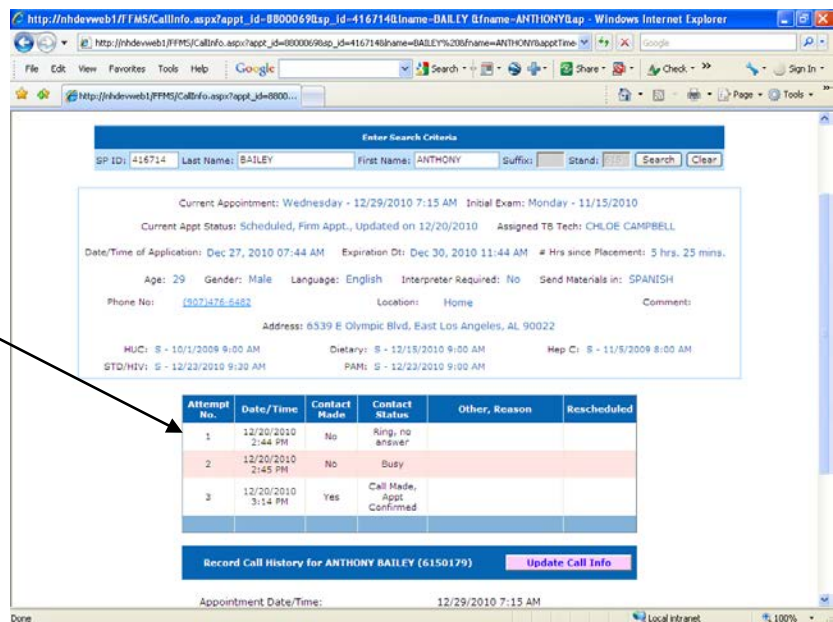 http://nhdevweb1/FFMS/CallInfo.aspx?appt_id=8800069&sp_id=416714&lname=BAILEY &fname=ANTHONY&ap - Windows Internet Explorer
http://nhdevweb1/FFMS/CallInfo.aspx?appt_id=8800069&sp_id=416714&lname=BAILEY%20&fname=ANTHONY&apptTime Google
File Edit View Favorites Tools Help Google Search Share Check Sign In
http://nhdevweb1/FFMS/CallInfo.aspx?appt_id=8800... Page Tools
Enter Search Criteria
SP ID: 416714 Last Name: BAILEY First Name: ANTHONY Suffix: Stand: 615 Search Clear
Current Appointment: Wednesday - 12/29/2010 7:15 AM Initial Exam: Monday - 11/15/2010
Current Appt Status: Scheduled, Firm Appt., Updated on 12/20/2010 Assigned TB Tech: CHLOE CAMPBELL
Date/Time of Application: Dec 27, 2010 07:44 AM Expiration Dt: Dec 30, 2010 11:44 AM # Hrs since Placement: 5 hrs. 25 mins.
Age: 29 Gender: Male Language: English Interpreter Required: No Send Materials in: SPANISH
Phone No: (907)476-6482 Location: Home Comment:
Address: 6539 E Olympic Blvd, East Los Angeles, AL 90022
HUC: S - 10/1/2009 9:00 AM Dietary: S - 12/15/2010 9:00 AM Hep C: S - 11/5/2009 8:00 AM
STD/HIV: S - 12/23/2010 9:30 AM PAM: S - 12/23/2010 9:00 AM
Attempt No. Date/Time Contact Made Contact Status Other, Reason Rescheduled
1 12/20/2010 2:44 PM No Ring, no answer
2 12/20/2010 2:45 PM No Busy
3 12/20/2010 3:14 PM Yes Call Made, Appt Confirmed
Record Call History for ANTHONY BAILEY (6150179) Update Call Info
Appointment Date/Time: 12/29/2010 7:15 AM
Done Local intranet 100%